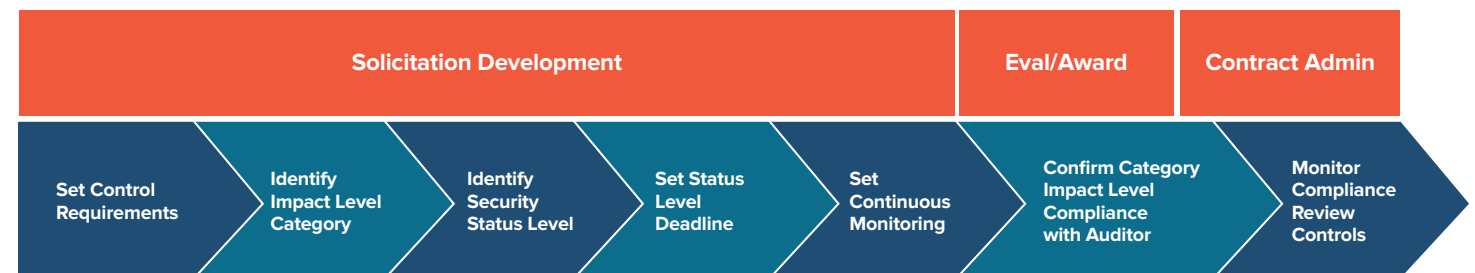 Solicitation Development
Eval/Award
Contract Admin
Set Control
Requirements
Identify
Impact Level
Category
Identify
Security
Status Level
Set Status
Level
Deadline
Set
Continuous
Monitoring
Confirm Category
Impact Level
Compliance
with Auditor
Monitor
Compliance
Review
Controls